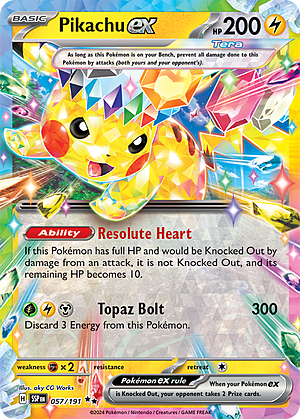 BASIC Pikachu ex HP 200
Tera
As long as this Pokémon is on your Bench, prevent all damage done to this
Pokémon by attacks (both yours and your opponent's).
Ability Resolute Heart
If this Pokémon has full HP and would be Knocked Out by
damage from an attack, it is not Knocked Out, and its
remaining HP becomes 10.
Topaz Bolt 300
Discard 3 Energy from this Pokémon.
weakness ×2 resistance retreat
Illus. aky CG Works
Pokémon ex rule
When your Pokémon ex
is Knocked Out, your opponent takes 2 Prize cards.
H SSP EN 057/191
©2024 Pokémon / Nintendo / Creatures / GAME FREAK